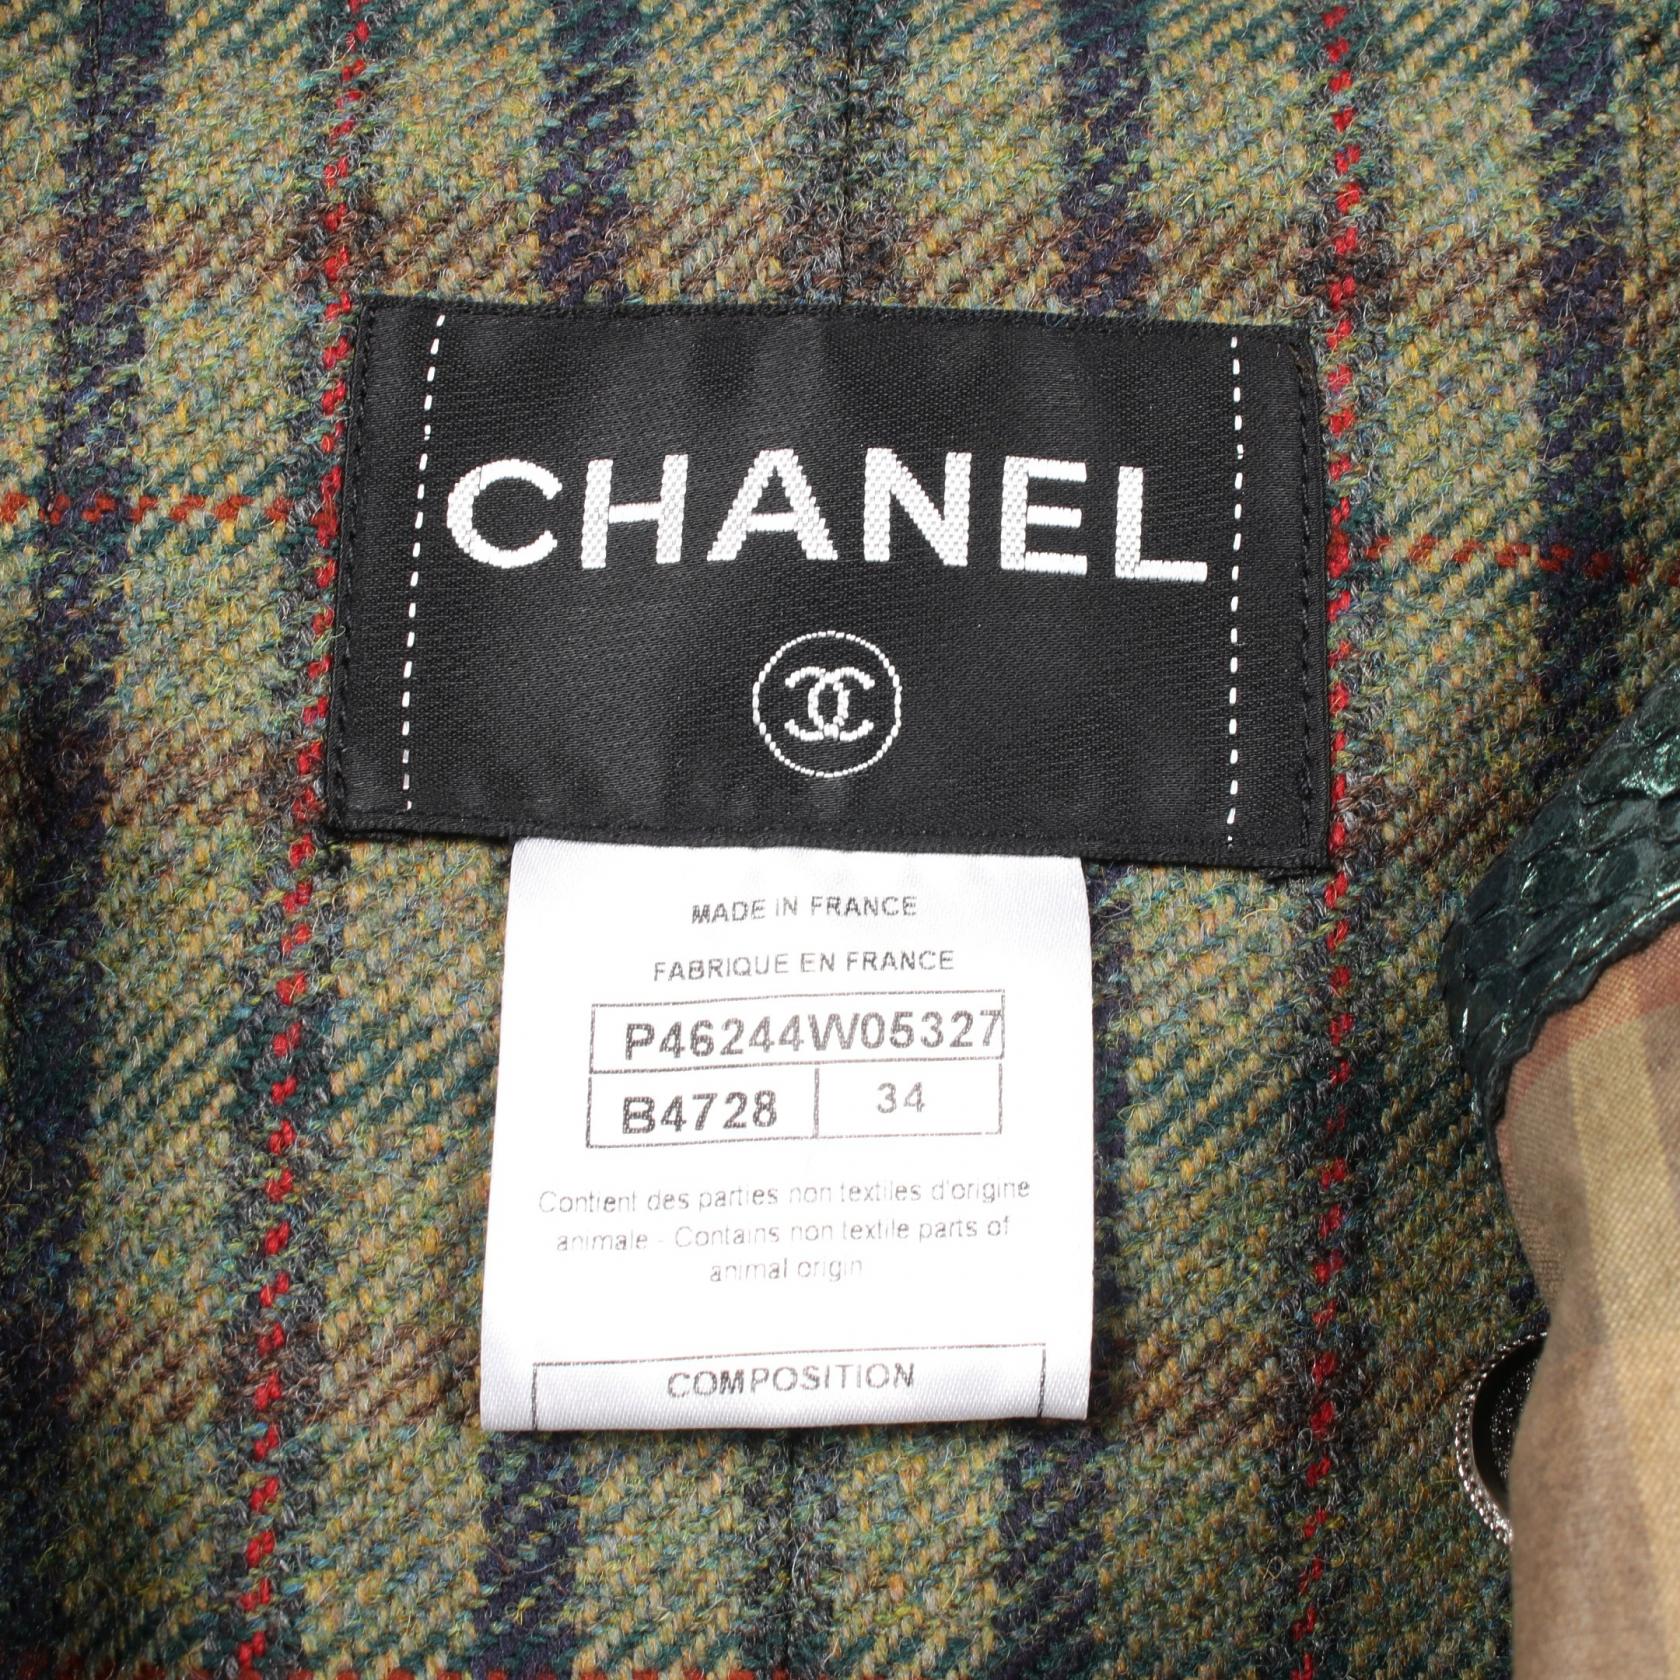 CHANEL
MADE IN FRANCE
FABRIQUE EN FRANCE
P46244W05327
B4728 34
Contient des parties non textiles d'origine
animale - Contains non textile parts of
animal origin
COMPOSITION